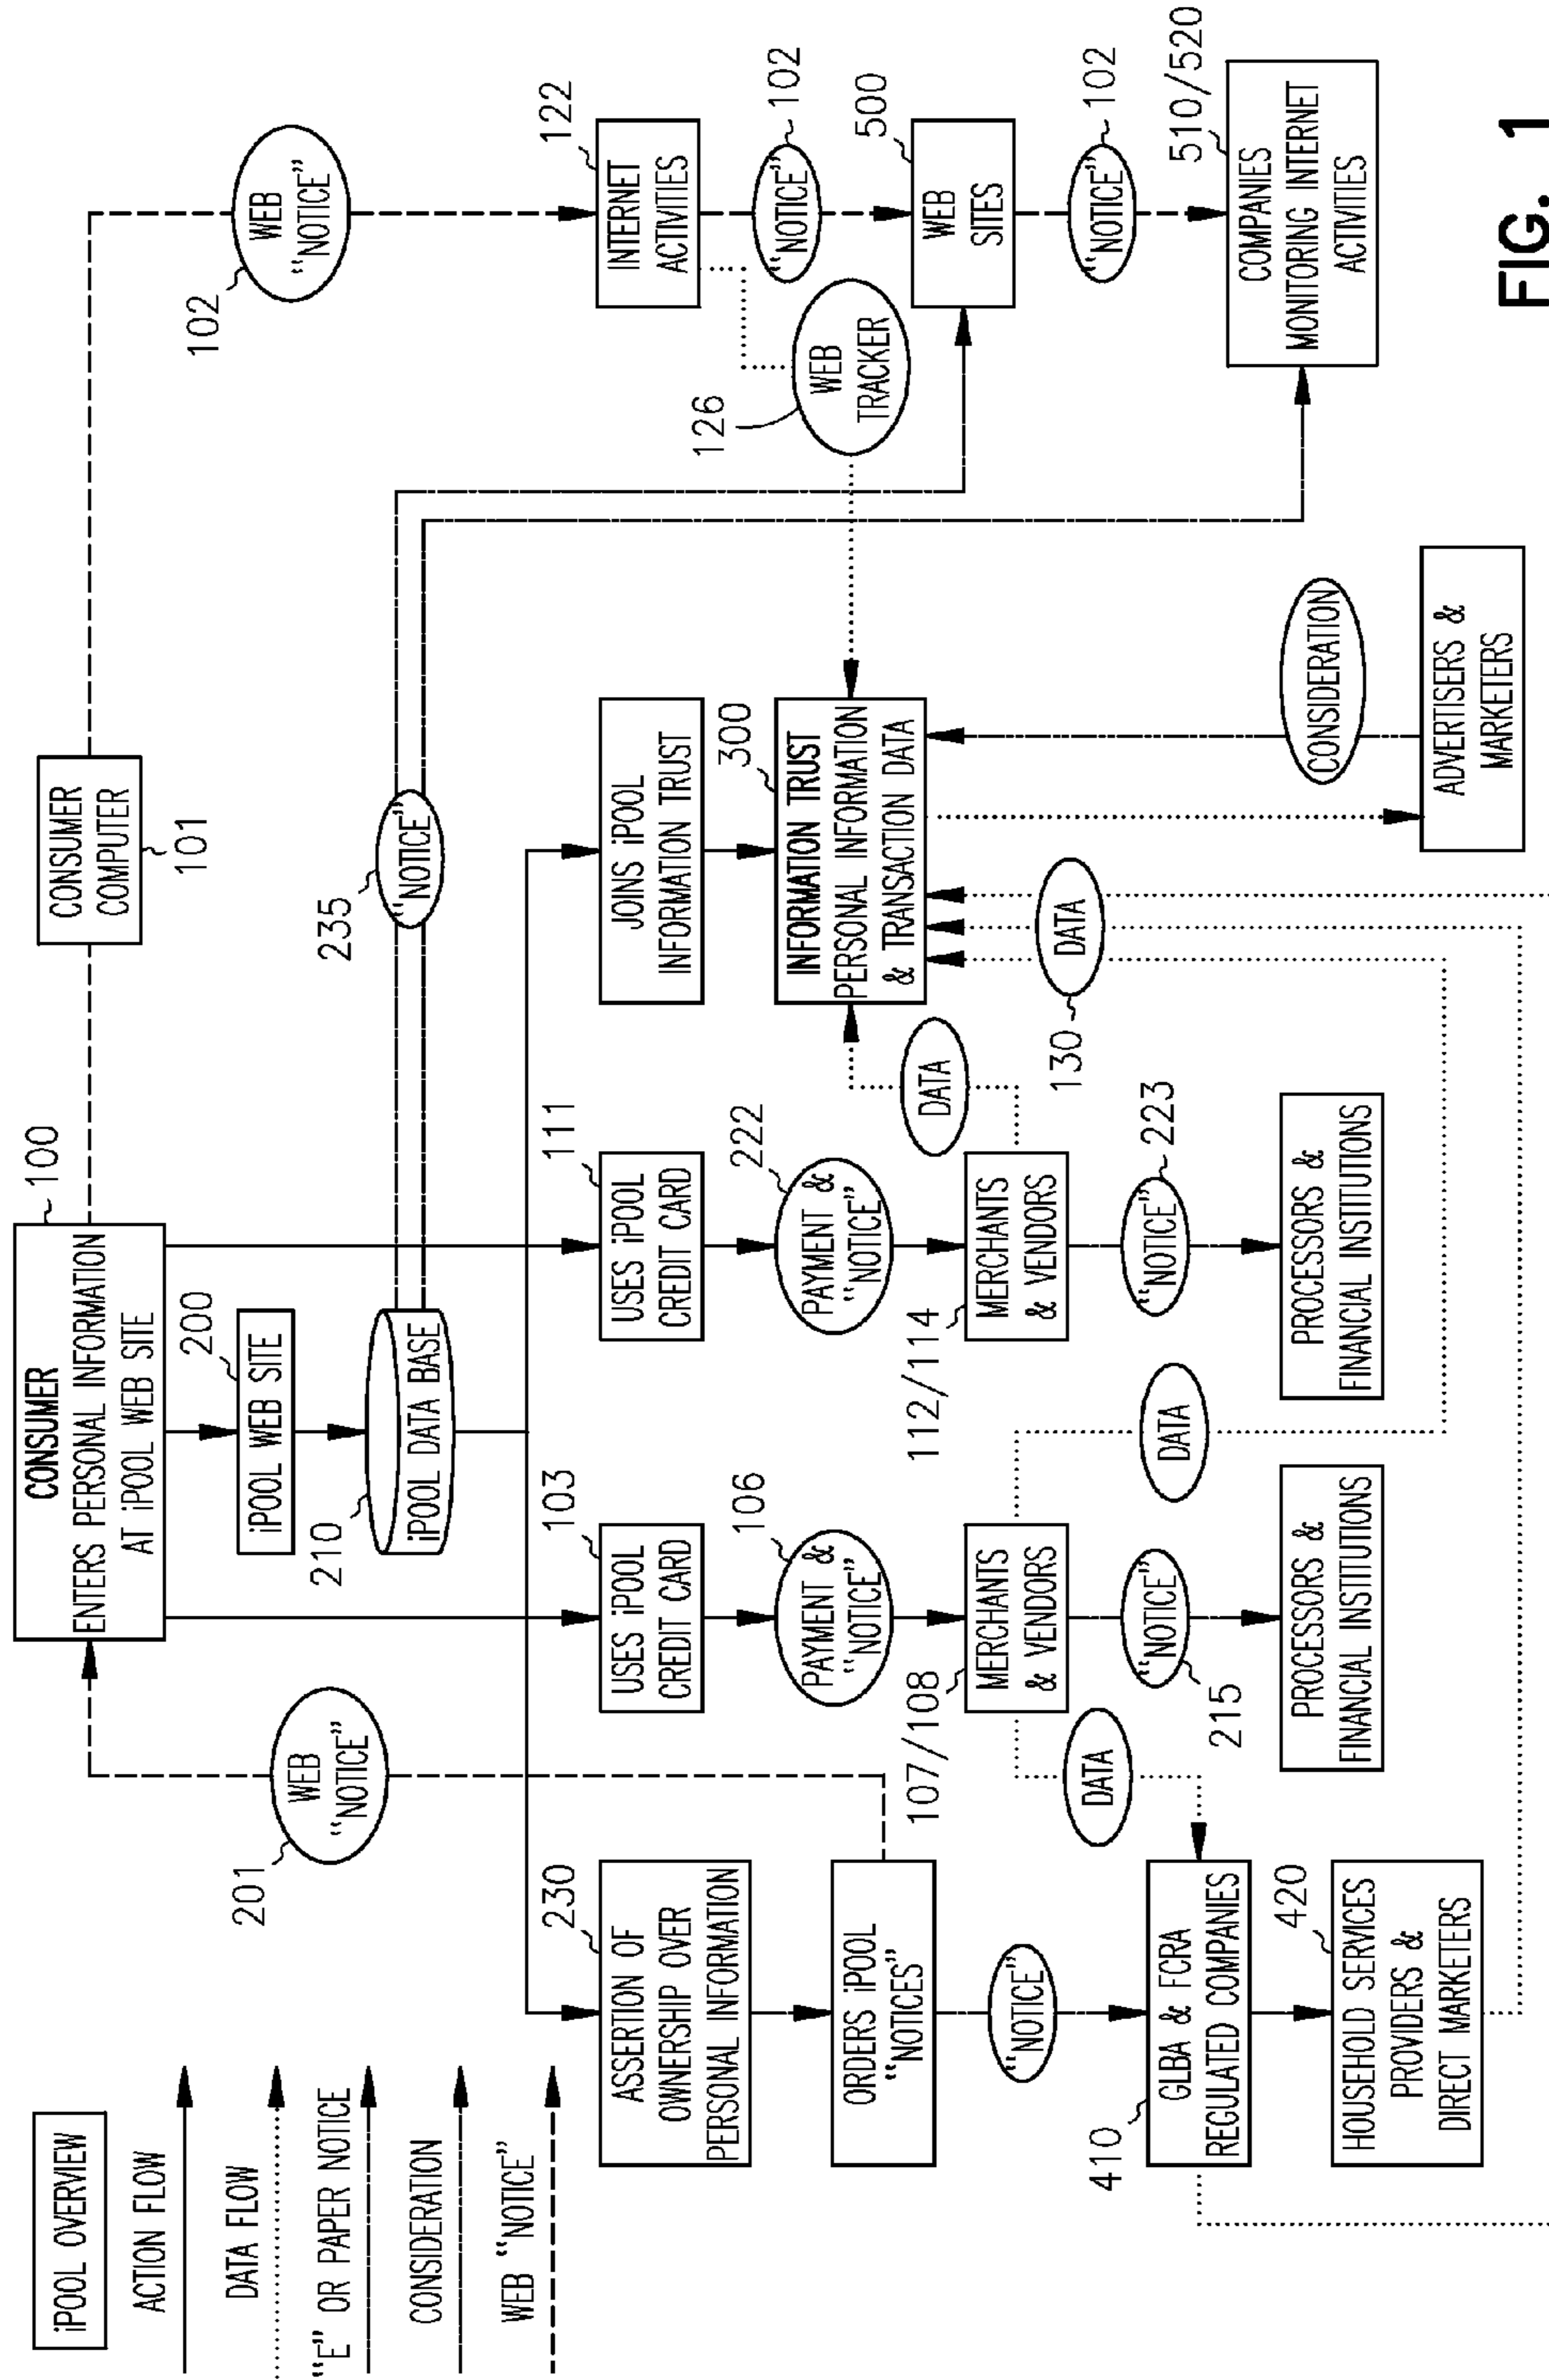 iPOOL OVERVIEW
ACTION FLOW
DATA FLOW
"E" OR PAPER NOTICE
CONSIDERATION
WEB "NOTICE"
100
CONSUMER
ENTERS PERSONAL INFORMATION
AT iPOOL WEB SITE
CONSUMER
COMPUTER
101
102
WEB
"NOTICE"
201
WEB
"NOTICE"
200
iPOOL WEB SITE
210
iPOOL DATA BASE
235
"NOTICE"
230
ASSERTION OF
OWNERSHIP OVER
PERSONAL INFORMATION
103
USES iPOOL
CREDIT CARD
111
USES iPOOL
CREDIT CARD
JOINS iPOOL
INFORMATION TRUST
122
INTERNET
ACTIVITIES
ORDERS iPOOL
"NOTICES"
106
PAYMENT &
"NOTICE"
222
PAYMENT &
"NOTICE"
300
INFORMATION TRUST
PERSONAL INFORMATION
& TRANSACTION DATA
126
WEB
TRACKER
"NOTICE"
102
107/108
MERCHANTS
& VENDORS
112/114
MERCHANTS
& VENDORS
DATA
500
WEB
SITES
"NOTICE"
DATA
215
"NOTICE"
DATA
"NOTICE"
223
130
DATA
"NOTICE"
102
410
GLBA & FCRA
REGULATED COMPANIES
420
HOUSEHOLD SERVICES
PROVIDERS &
DIRECT MARKETERS
PROCESSORS &
FINANCIAL INSTITUTIONS
PROCESSORS &
FINANCIAL INSTITUTIONS
CONSIDERATION
ADVERTISERS &
MARKETERS
510/520
COMPANIES
MONITORING INTERNET
ACTIVITIES
FIG. 1